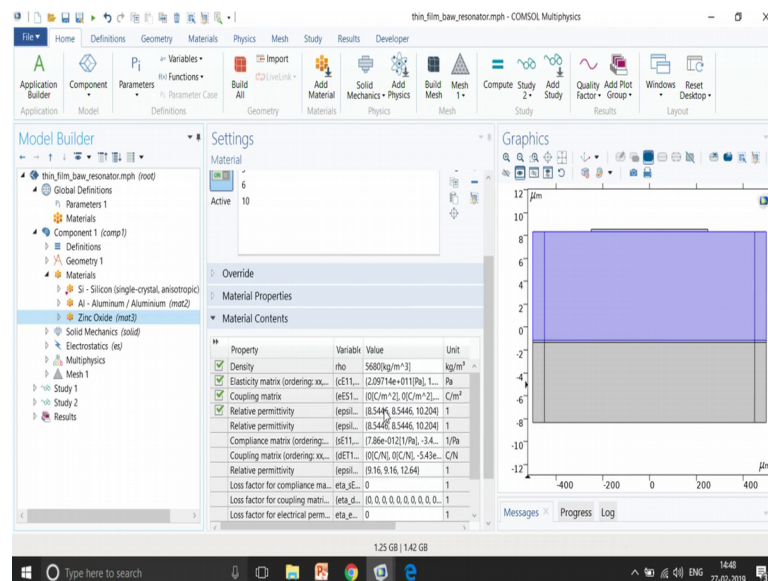 thin_film_baw_resonator.mph - COMSOL Multiphysics
File Home Definitions Geometry Materials Physics Mesh Study Results Developer
Application Builder
Component
Pi
Parameters
a= Variables
f(x) Functions
Pi Parameter Case
Build All
Import
LiveLink
Add Material
Solid Mechanics
Add Physics
Build Mesh
Mesh 1
Compute
Study 2
Add Study
Quality Factor
Add Plot Group
Windows
Reset Desktop
Application Model Definitions Geometry Materials Physics Mesh Study Results Layout
Model Builder
thin_film_baw_resonator.mph (root)
Global Definitions
Parameters 1
Materials
Component 1 (comp1)
Definitions
Geometry 1
Materials
Si - Silicon (single-crystal, anisotropic)
Al - Aluminum / Aluminium (mat2)
Zinc Oxide (mat3)
Solid Mechanics (solid)
Electrostatics (es)
Multiphysics
Mesh 1
Study 1
Study 2
Results
Settings
Material
6
Active 10
Override
Material Properties
Material Contents
Property Variable Value Unit
Density rho 5680[kg/m^3] kg/m³
Elasticity matrix (ordering: xx,... {cE11,... {2.09714e+011[Pa], 1.... Pa
Coupling matrix {eES1... {0[C/m^2], 0[C/m^2],... C/m²
Relative permittivity {epsil... {8.5446, 8.5446, 10.204} 1
Relative permittivity {epsil... {8.5446, 8.5446, 10.204} 1
Compliance matrix (ordering:... {sE11,... {7.86e-012[1/Pa], -3.4... 1/Pa
Coupling matrix (ordering: xx,... {dET1... {0[C/N], 0[C/N], -5.43e... C/N
Relative permittivity {epsil... {9.16, 9.16, 12.64} 1
Loss factor for compliance ma... eta_sE... 0 1
Loss factor for coupling matri... {eta_d... {0, 0, 0, 0, 0, 0, 0, 0, 0, 0... 1
Loss factor for electrical perm... eta_e... 0 1
Graphics
12
μm
10
8
6
4
2
0
-2
-4
-6
-8
-10
-12
μm
-400 -200 0 200 400
Messages Progress Log
1.25 GB | 1.42 GB
Type here to search
ENG
14:48
27-02-2019